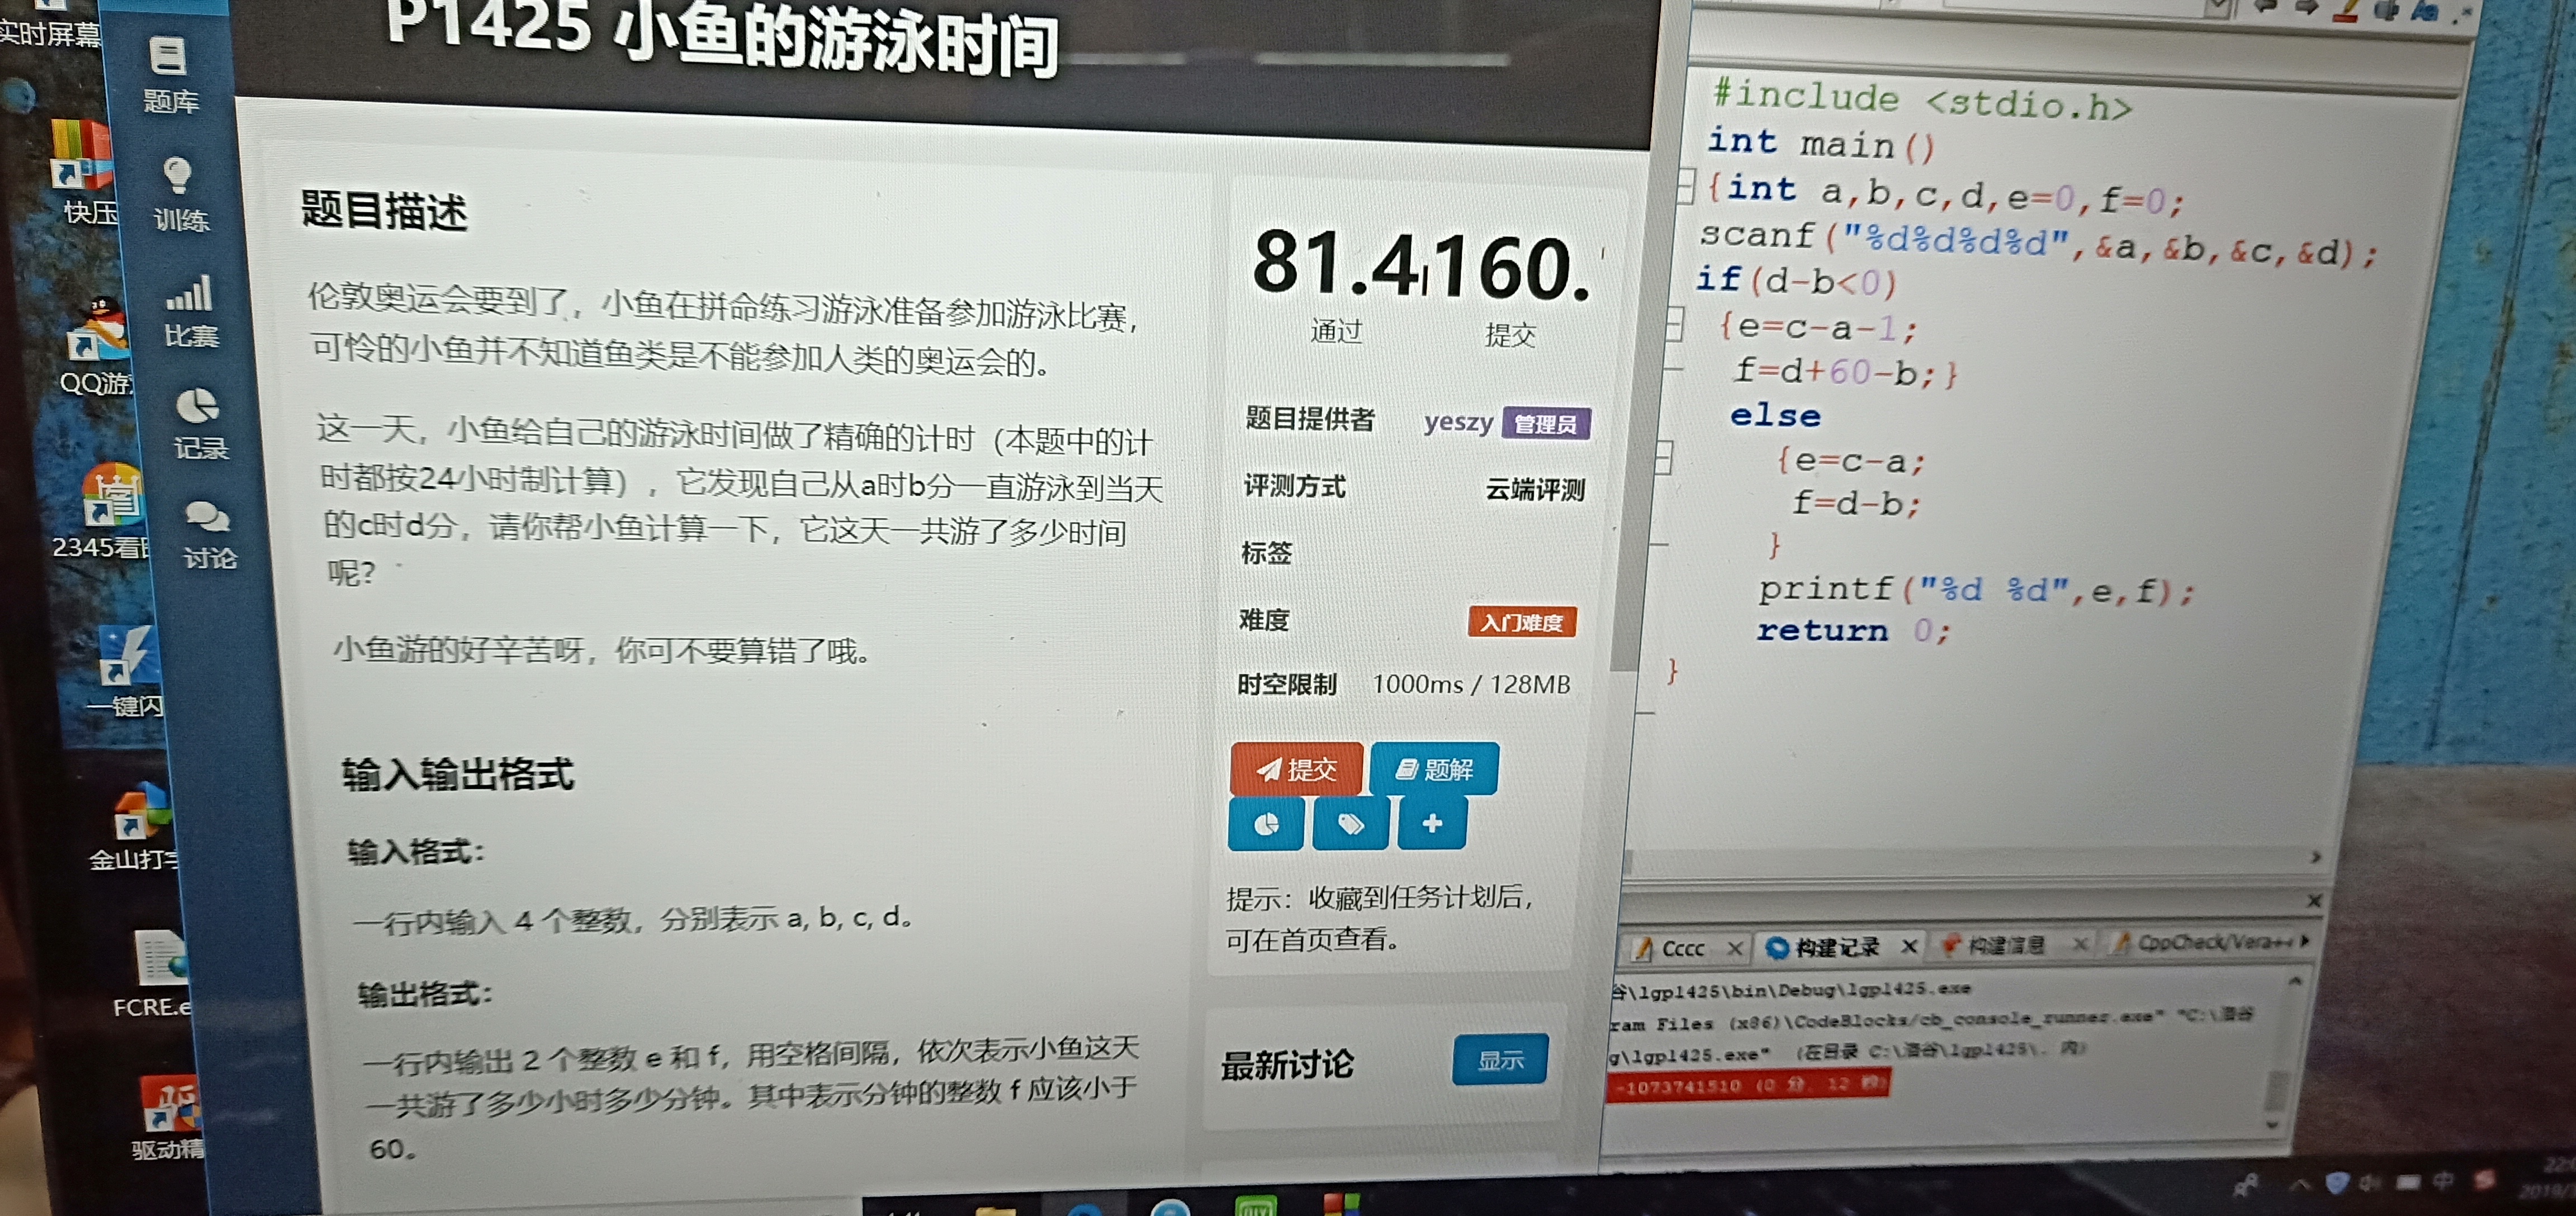 实时屏幕
快压
QQ游
2345看
一键闪
金山打字
FCRE.e
驱动精
题库
训练
比赛
记录
讨论
P1425 小鱼的游泳时间
题目描述
伦敦奥运会要到了，小鱼在拼命练习游泳准备参加游泳比赛，
可怜的小鱼并不知道鱼类是不能参加人类的奥运会的。
这一天，小鱼给自己的游泳时间做了精确的计时（本题中的计
时都按24小时制计算），它发现自己从a时b分一直游泳到当天
的c时d分，请你帮小鱼计算一下，它这天一共游了多少时间
呢？
小鱼游的好辛苦呀，你可不要算错了哦。
输入输出格式
输入格式：
一行内输入 4 个整数，分别表示 a, b, c, d。
输出格式：
一行内输出 2 个整数 e 和 f，用空格间隔，依次表示小鱼这天
一共游了多少小时多少分钟。其中表示分钟的整数 f 应该小于
60。
81.4 160.
通过 提交
题目提供者 yeszy 管理员
评测方式 云端评测
标签
难度 入门难度
时空限制 1000ms / 128MB
提交 题解
提示：收藏到任务计划后，
可在首页查看。
最新讨论 显示
#include <stdio.h>
int main()
{int a,b,c,d,e=0,f=0;
scanf("%d%d%d%d",&a,&b,&c,&d);
if(d-b<0)
{e=c-a-1;
f=d+60-b;}
else
{e=c-a;
f=d-b;
}
printf("%d %d",e,f);
return 0;
}
Cccc 构建记录 构建信息 CppCheck/Vera++
谷\lgp1425\bin\Debug\lgp1425.exe
ram Files (x86)\CodeBlocks/cb_console_runner.exe" "C:\洛谷
g\lgp1425.exe" (在目录 C:\洛谷\lgp1425\. 内)
-1073741510 (0 分, 12 秒)
中